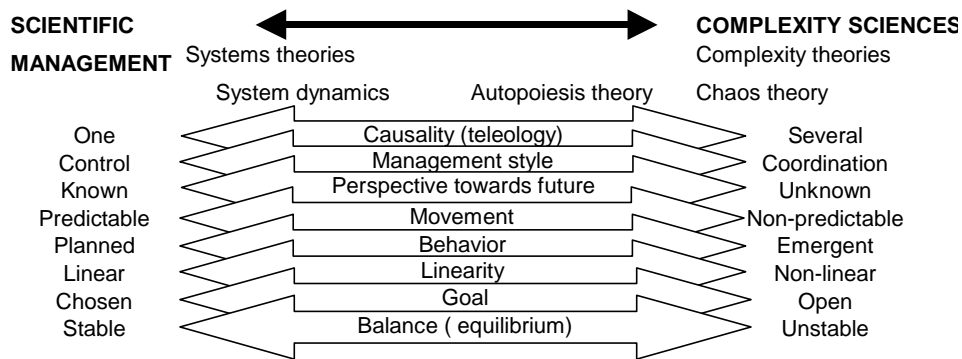 SCIENTIFIC COMPLEXITY SCIENCES
MANAGEMENT Systems theories Complexity theories
System dynamics Autopoiesis theory Chaos theory
One Causality (teleology) Several
Control Management style Coordination
Known Perspective towards future Unknown
Predictable Movement Non-predictable
Planned Behavior Emergent
Linear Linearity Non-linear
Chosen Goal Open
Stable Balance ( equilibrium) Unstable